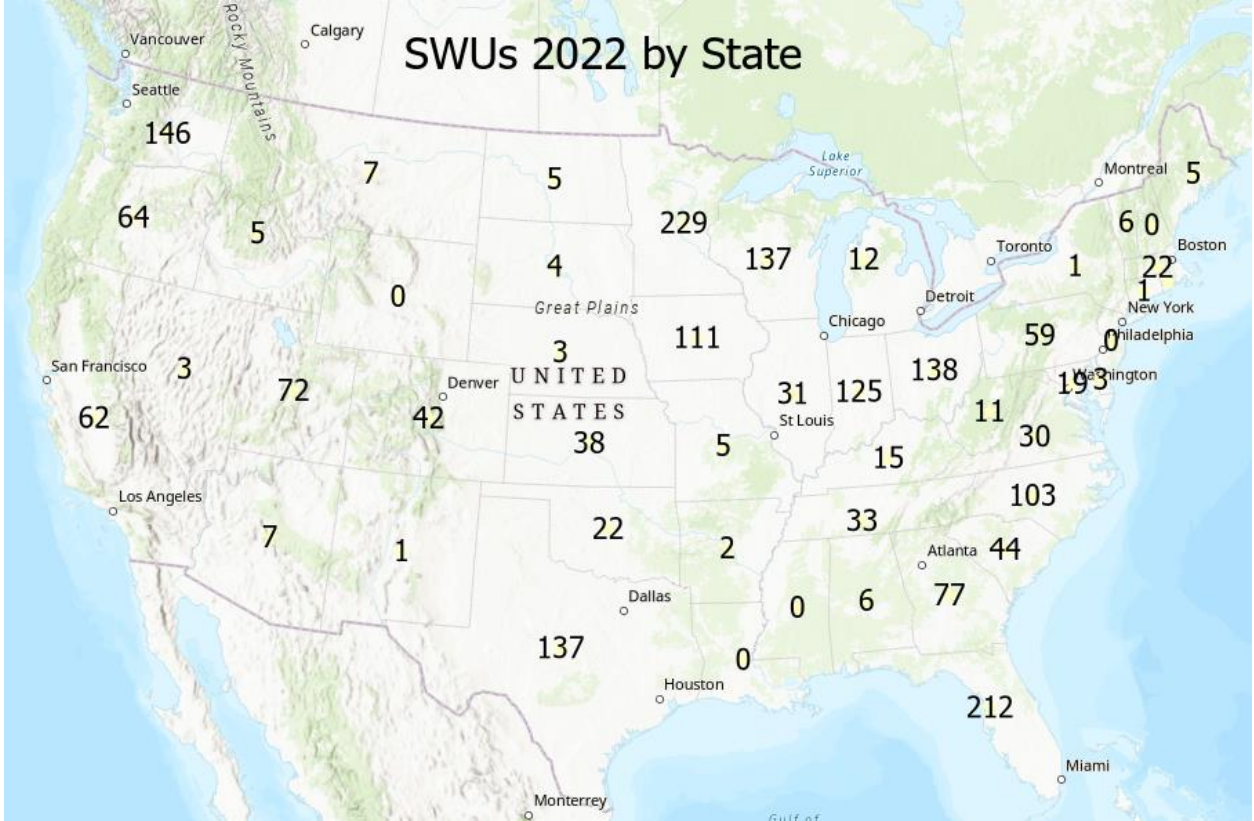 SWUs 2022 by State
Rocky Mountains
Calgary
Vancouver
Seattle
146
7
5
Lake
Superior
Montreal
5
64
5
229
6
0
Boston
137
12
Toronto
1
22
4
0
1
Great Plains
Detroit
New York
Chicago
111
59
0
Philadelphia
San Francisco
3
3
72
Denver
UNITED
STATES
138
19
Washington
3
62
42
31
125
11
St Louis
38
5
15
30
Los Angeles
103
7
1
22
2
33
Atlanta
44
Dallas
0
6
77
137
0
Houston
212
Miami
Monterrey
Gulf of